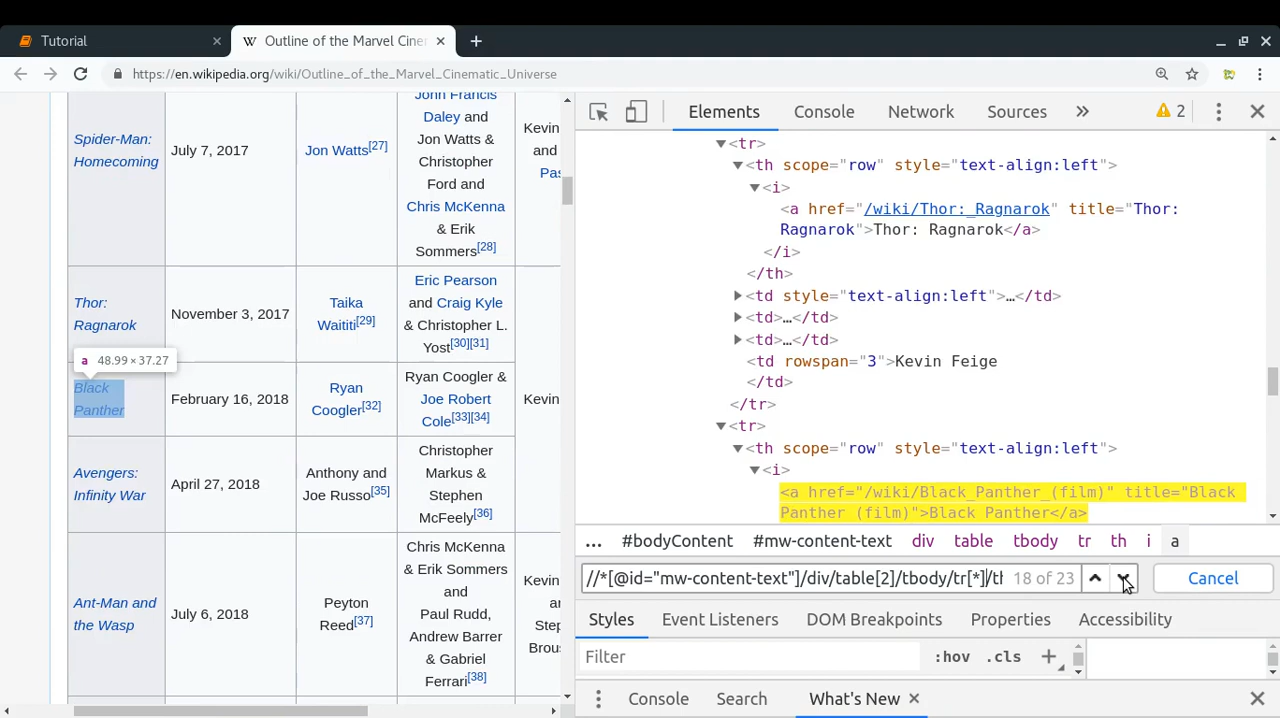 Tutorial
Outline of the Marvel Cine
https://en.wikipedia.org/wiki/Outline_of_the_Marvel_Cinematic_Universe
Spider-Man:
Homecoming
July 7, 2017
Jon Watts[27]
John Francis
Daley and
Jon Watts &
Christopher
Ford and
Chris McKenna
& Erik
Sommers[28]
Kevin
and
Pas
Thor:
Ragnarok
November 3, 2017
Taika
Waititi[29]
Eric Pearson
and Craig Kyle
& Christopher L.
Yost[30][31]
a 48.99 × 37.27
Black
Panther
February 16, 2018
Ryan
Coogler[32]
Ryan Coogler &
Joe Robert
Cole[33][34]
Kevin
Avengers:
Infinity War
April 27, 2018
Anthony and
Joe Russo[35]
Christopher
Markus &
Stephen
McFeely[36]
Ant-Man and
the Wasp
July 6, 2018
Peyton
Reed[37]
Chris McKenna
& Erik Sommers
and
Paul Rudd,
Andrew Barrer
& Gabriel
Ferrari[38]
Kevin
an
Step
Brous
Elements Console Network Sources » 2
<tr>
<th scope="row" style="text-align:left">
<i>
<a href="/wiki/Thor:_Ragnarok" title="Thor:
Ragnarok">Thor: Ragnarok</a>
</i>
</th>
<td style="text-align:left">…</td>
<td>…</td>
<td>…</td>
<td rowspan="3">Kevin Feige
</td>
</tr>
<tr>
<th scope="row" style="text-align:left">
<i>
<a href="/wiki/Black_Panther_(film)" title="Black
Panther (film)">Black Panther</a>
... #bodyContent #mw-content-text div table tbody tr th i a
//*[@id="mw-content-text"]/div/table[2]/tbody/tr[*]/th 18 of 23 Cancel
Styles Event Listeners DOM Breakpoints Properties Accessibility
Filter :hov .cls +
Console Search What's New